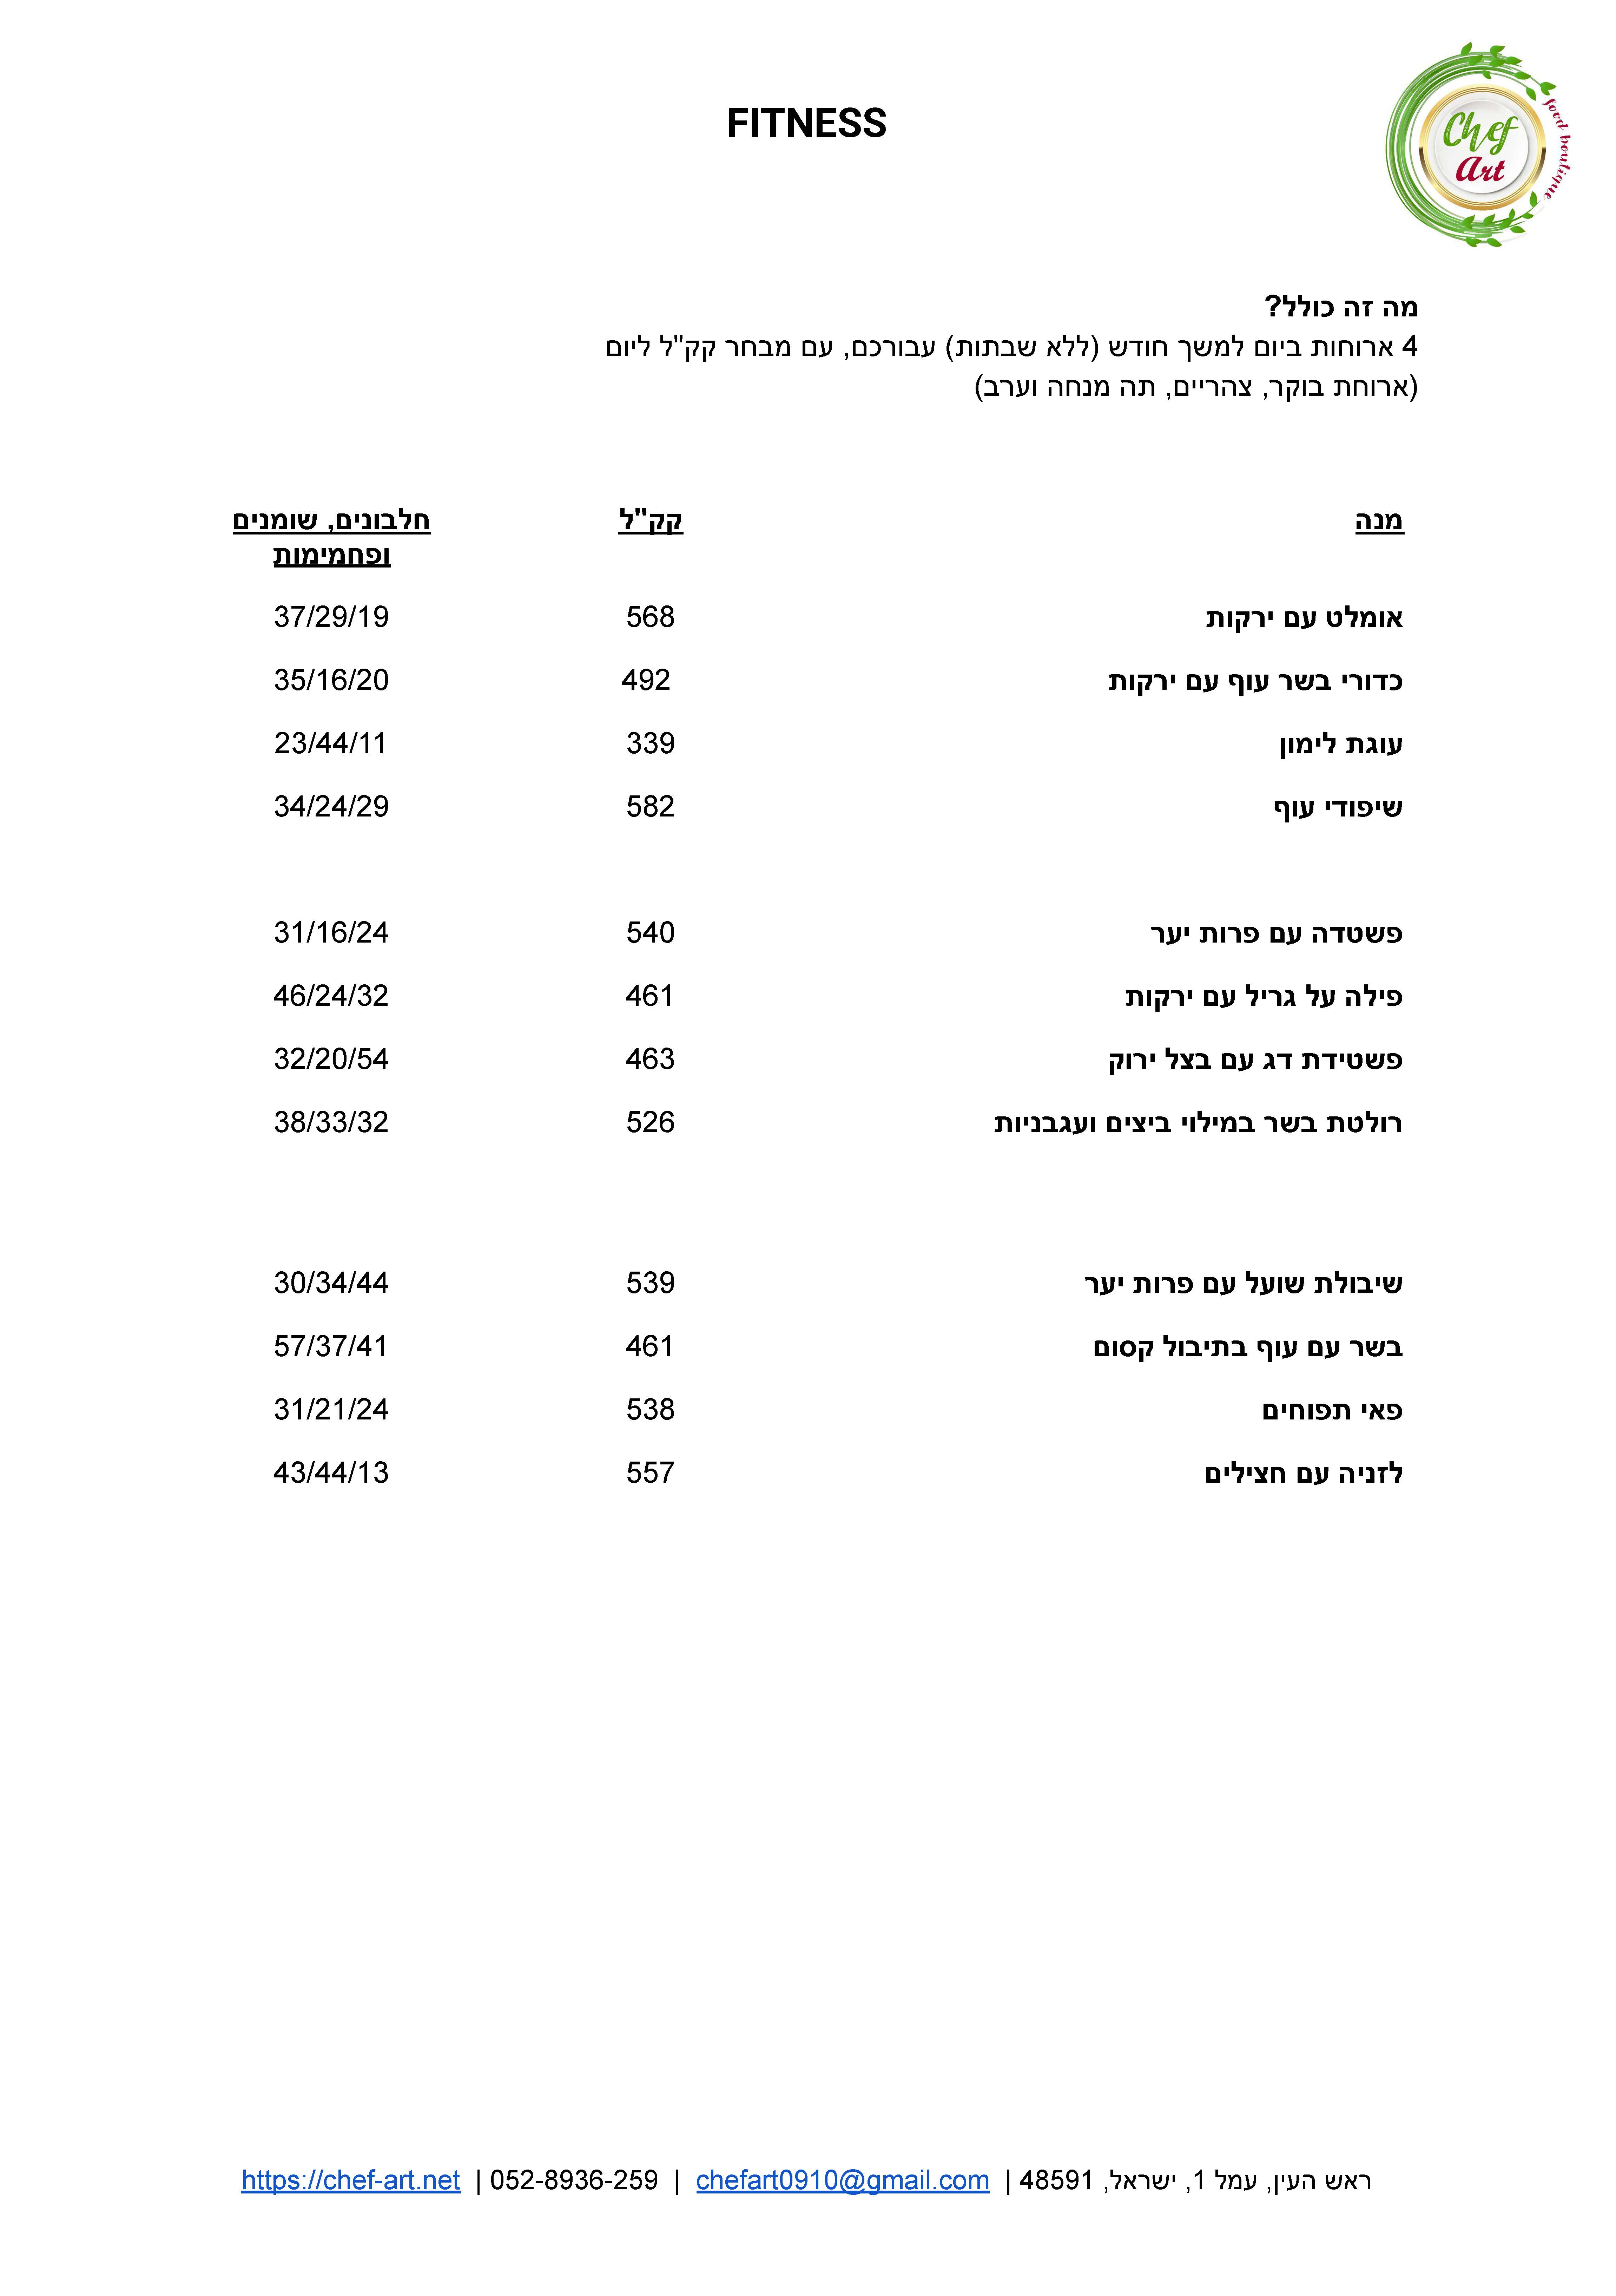 FITNESS
Chef
Art
food boutique
מה זה כולל?
4 ארוחות ביום למשך חודש (ללא שבתות) עבורכם, עם מבחר קק"ל ליום
(ארוחת בוקר, צהריים, תה מנחה וערב)
מנה קק"ל חלבונים, שומנים
ופחמימות
אומלט עם ירקות 568 37/29/19
כדורי בשר עוף עם ירקות 492 35/16/20
עוגת לימון 339 23/44/11
שיפודי עוף 582 34/24/29
פשטדה עם פרות יער 540 31/16/24
פילה על גריל עם ירקות 461 46/24/32
פשטידת דג עם בצל ירוק 463 32/20/54
רולטת בשר במילוי ביצים ועגבניות 526 38/33/32
שיבולת שועל עם פרות יער 539 30/34/44
בשר עם עוף בתיבול קסום 461 57/37/41
פאי תפוחים 538 31/21/24
לזניה עם חצילים 557 43/44/13
ראש העין, עמל 1, ישראל, 48591 | chefart0910@gmail.com | 052-8936-259 | https://chef-art.net